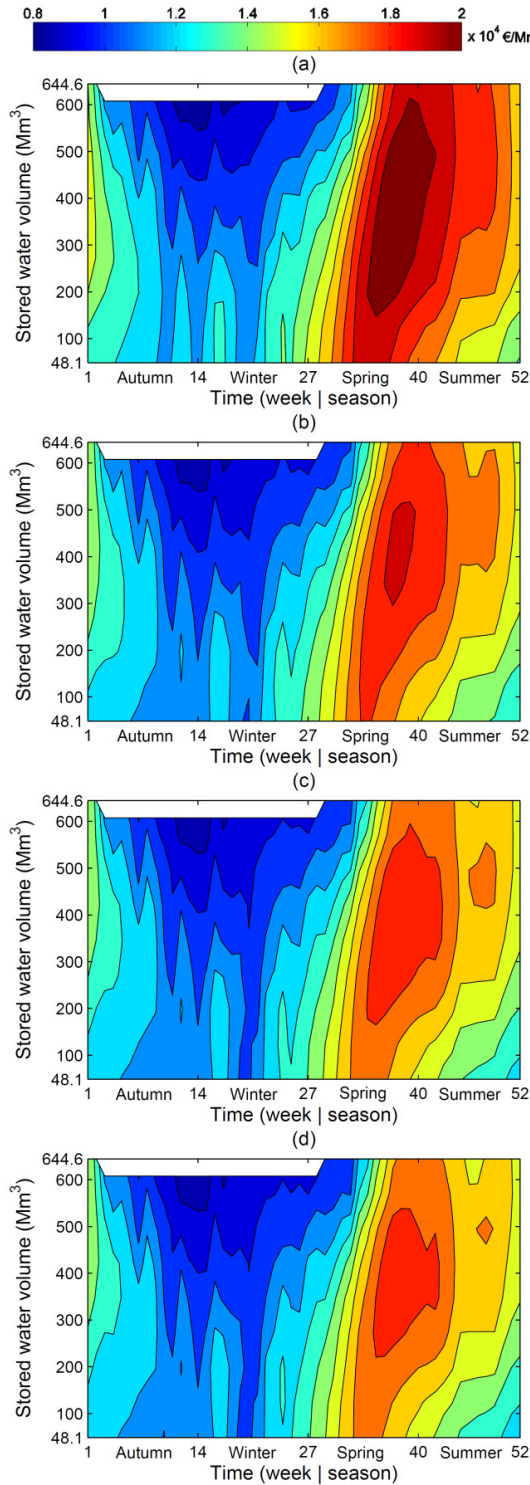 0.8 1 1.2 1.4 1.6 1.8 2
x 10⁴ €/Mm
(a)
644.6
600
500
400
300
200
100
48.1
Stored water volume (Mm³)
1 Autumn 14 Winter 27 Spring 40 Summer 52
Time (week | season)
(b)
644.6
600
500
400
300
200
100
48.1
Stored water volume (Mm³)
1 Autumn 14 Winter 27 Spring 40 Summer 52
Time (week | season)
(c)
644.6
600
500
400
300
200
100
48.1
Stored water volume (Mm³)
1 Autumn 14 Winter 27 Spring 40 Summer 52
Time (week | season)
(d)
644.6
600
500
400
300
200
100
48.1
Stored water volume (Mm³)
1 Autumn 14 Winter 27 Spring 40 Summer 52
Time (week | season)